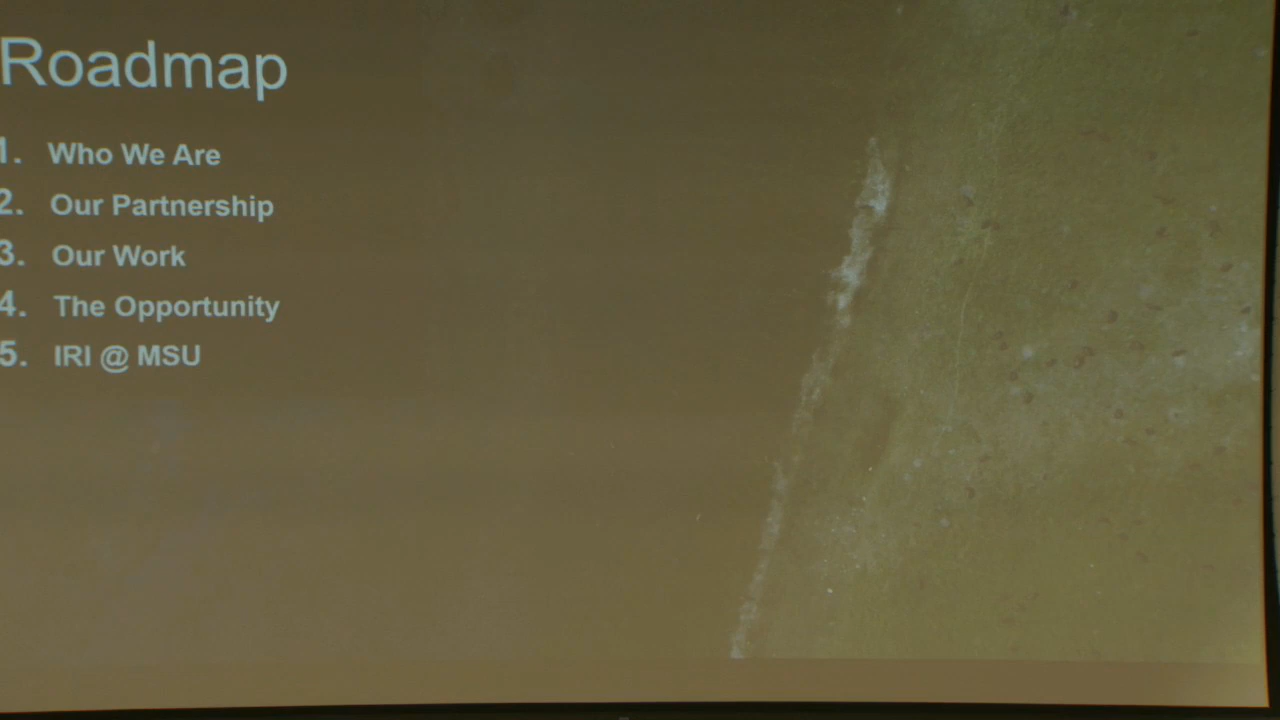 Roadmap
1. Who We Are
2. Our Partnership
3. Our Work
4. The Opportunity
5. IRI @ MSU